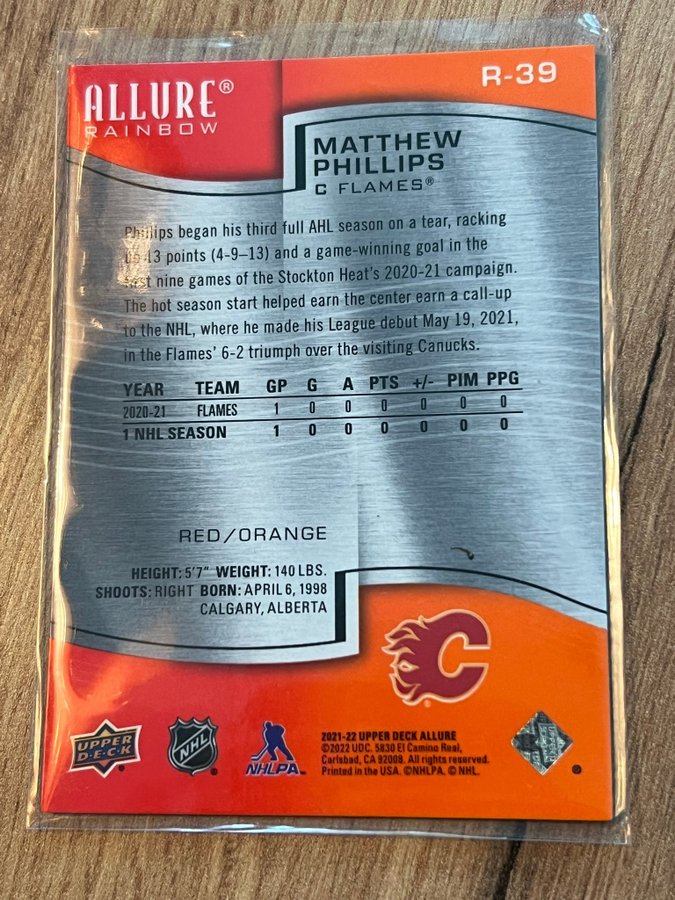 ALLURE®
RAINBOW
R-39
MATTHEW
PHILLIPS
C FLAMES®
Phillips began his third full AHL season on a tear, racking
up 13 points (4-9–13) and a game-winning goal in the
first nine games of the Stockton Heat's 2020-21 campaign.
The hot season start helped earn the center earn a call-up
to the NHL, where he made his League debut May 19, 2021,
in the Flames' 6-2 triumph over the visiting Canucks.
YEAR TEAM GP G A PTS +/- PIM PPG
2020-21 FLAMES 1 0 0 0 0 0 0
1 NHL SEASON 1 0 0 0 0 0 0
RED/ORANGE
HEIGHT: 5'7" WEIGHT: 140 LBS.
SHOOTS: RIGHT BORN: APRIL 6, 1998
CALGARY, ALBERTA
C
UPPER
D·E·C·K
NHL
NHLPA
2021-22 UPPER DECK ALLURE
©2022 UDC. 5830 El Camino Real,
Carlsbad, CA 92008. All rights reserved.
Printed in the USA. ©NHLPA. © NHL.